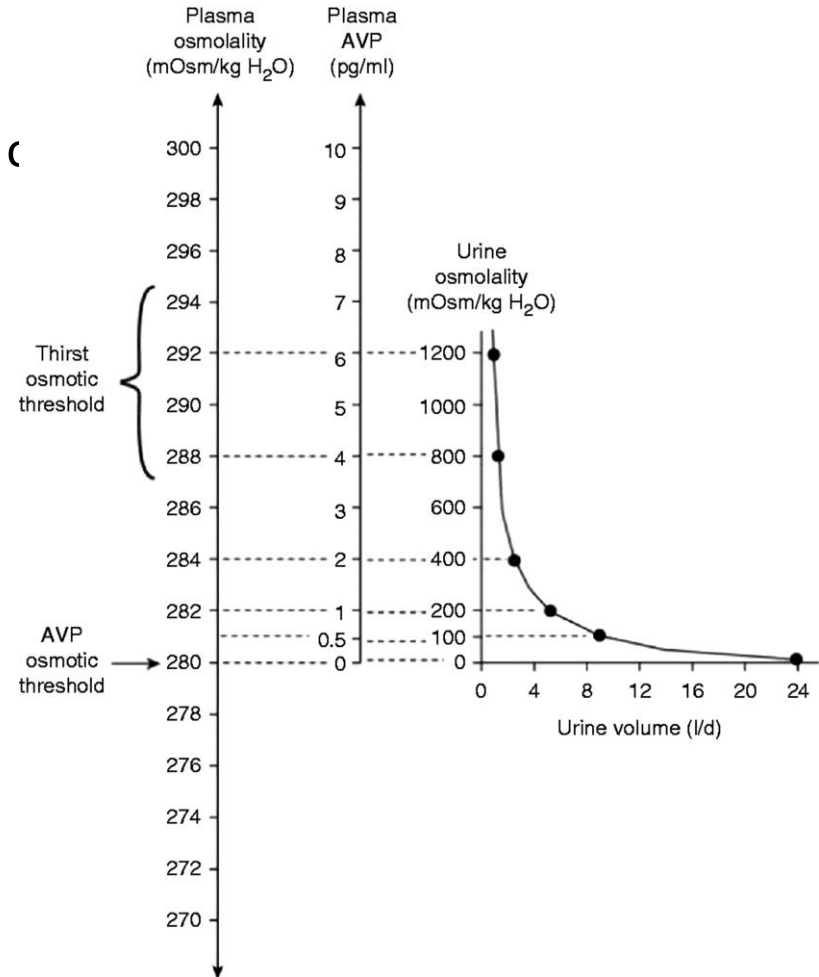 Plasma
osmolality
(mOsm/kg H2O)
Plasma
AVP
(pg/ml)
300
298
296
294
292
290
288
286
284
282
280
278
276
274
272
270
10
9
8
7
6
5
4
3
2
1
0.5
0
Thirst
osmotic
threshold
AVP
osmotic
threshold
Urine
osmolality
(mOsm/kg H2O)
1200
1000
800
600
400
200
100
0
0 4 8 12 16 20 24
Urine volume (l/d)